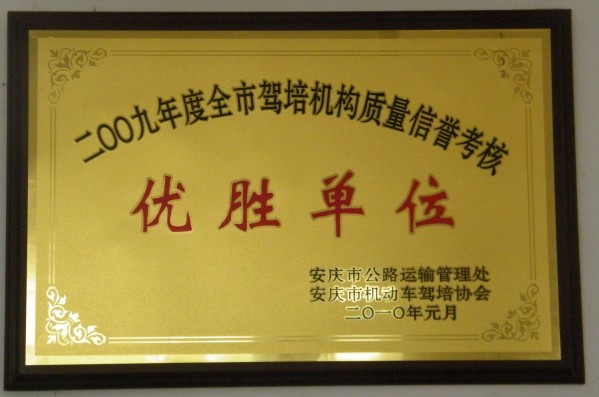 二〇〇九年度全市驾培机构质量信誉考核
优胜单位
安庆市公路运输管理处
安庆市机动车驾培协会
二〇一〇年元月